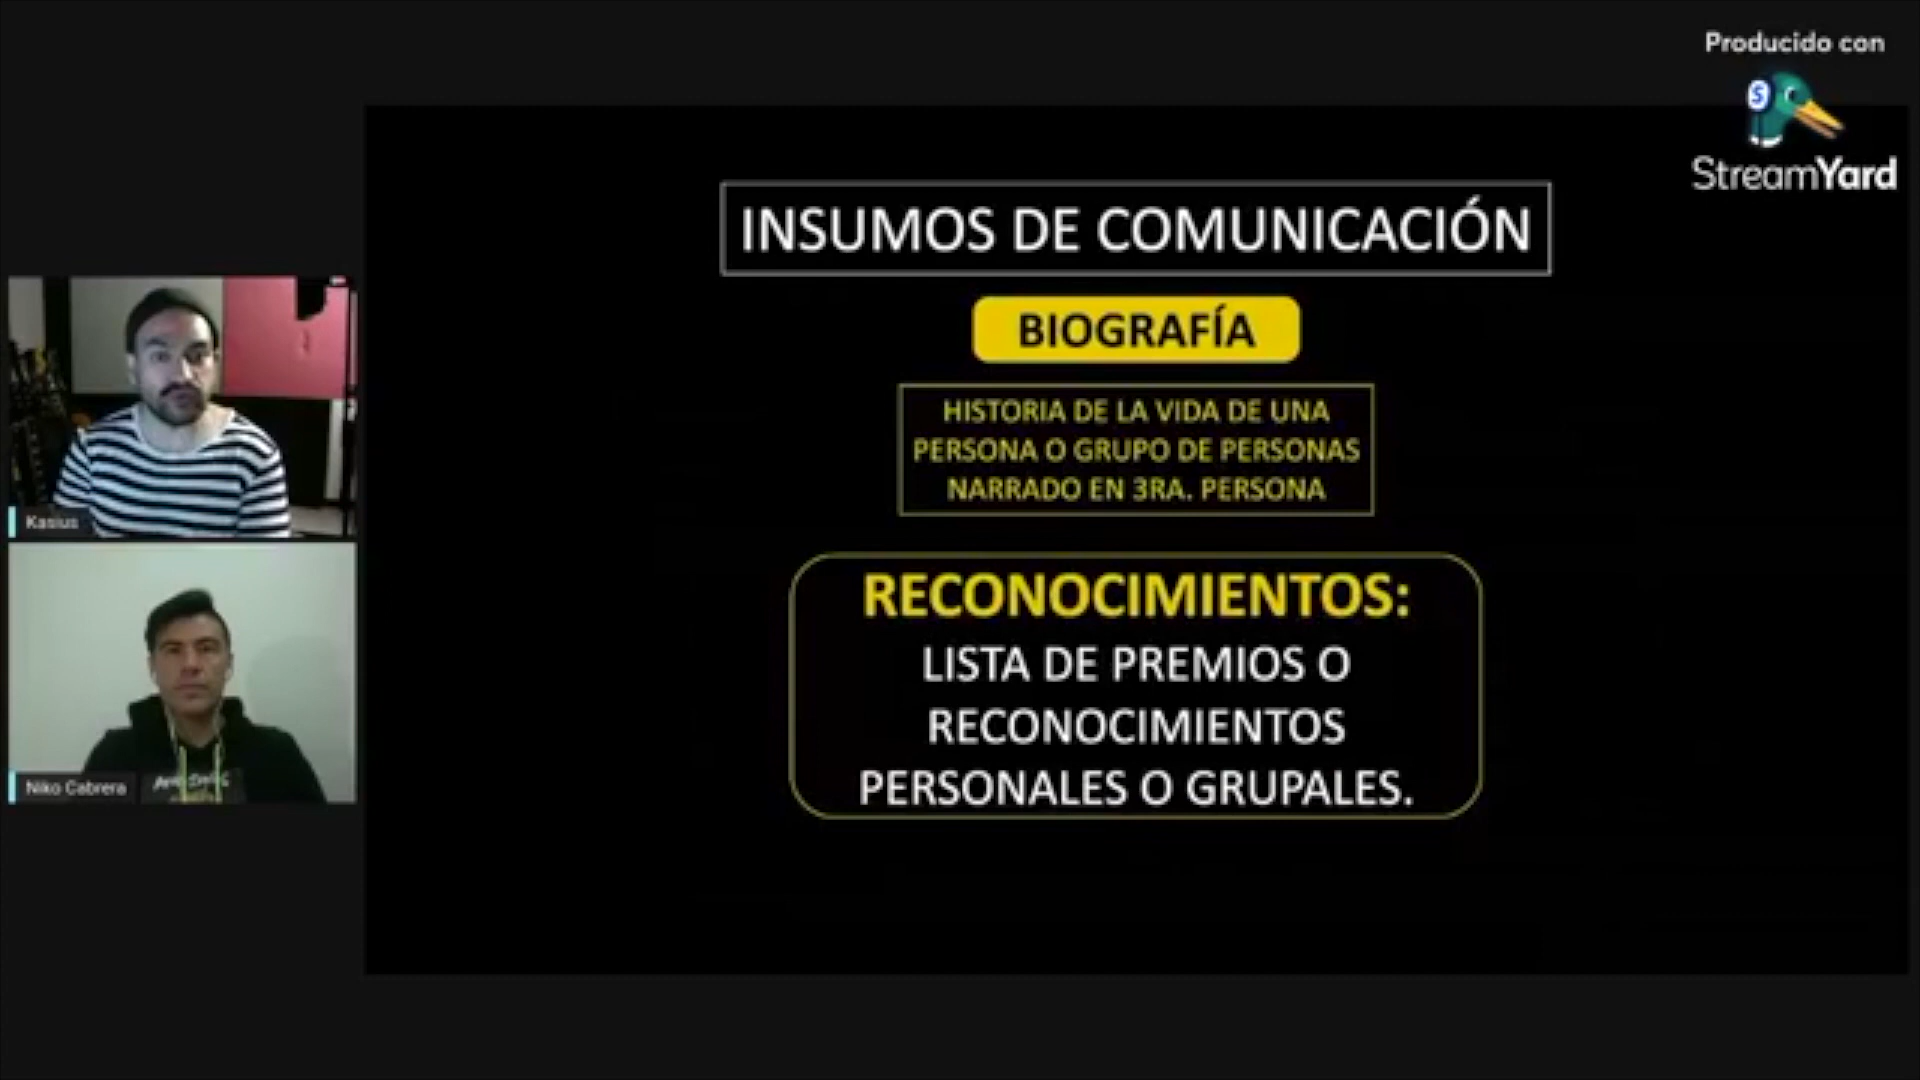 Producido con
S
StreamYard
INSUMOS DE COMUNICACIÓN
BIOGRAFÍA
HISTORIA DE LA VIDA DE UNA
PERSONA O GRUPO DE PERSONAS
NARRADO EN 3RA. PERSONA
RECONOCIMIENTOS:
LISTA DE PREMIOS O
RECONOCIMIENTOS
PERSONALES O GRUPALES.
Kasius
Niko Cabrera